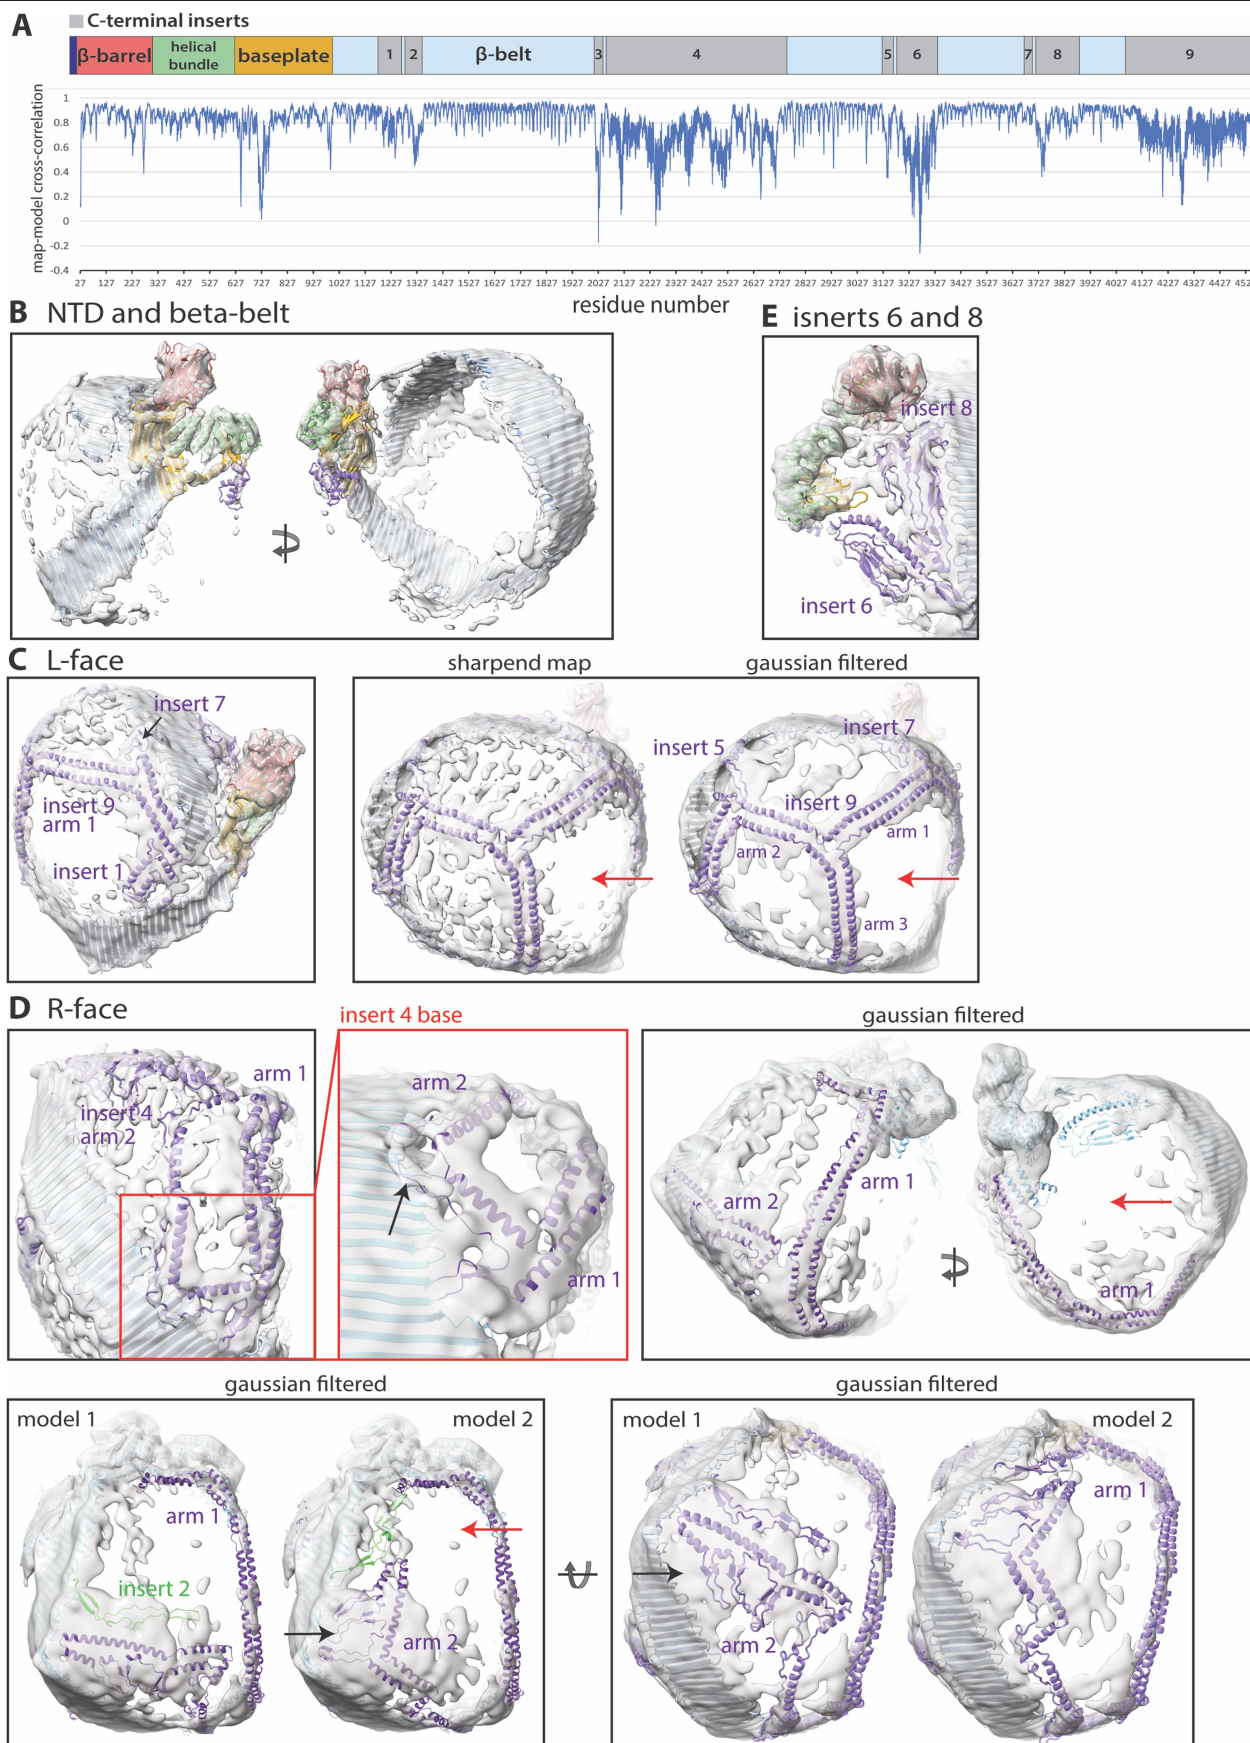 A
C-terminal inserts
β-barrel
helical
bundle
baseplate
1
2
β-belt
3
4
5
6
7
8
9
map-model cross-correlation
1
0.8
0.6
0.4
0.2
0
-0.2
-0.4
27 127 227 327 427 527 627 727 827 927 1027 1127 1227 1327 1427 1527 1627 1727 1827 1927 2027 2127 2227 2327 2427 2527 2627 2727 2827 2927 3027 3127 3227 3327 3427 3527 3627 3727 3827 3927 4027 4127 4227 4327 4427 452
residue number
B NTD and beta-belt
E isnerts 6 and 8
insert 8
insert 6
C L-face
sharpend map
gaussian filtered
insert 7
insert 9
arm 1
insert 1
insert 5
insert 7
insert 9
arm 1
arm 2
arm 3
D R-face
insert 4 base
gaussian filtered
arm 1
insert 4
arm 2
arm 2
arm 1
arm 1
arm 2
arm 1
gaussian filtered
gaussian filtered
model 1
model 2
arm 1
insert 2
arm 2
model 1
model 2
arm 1
arm 2